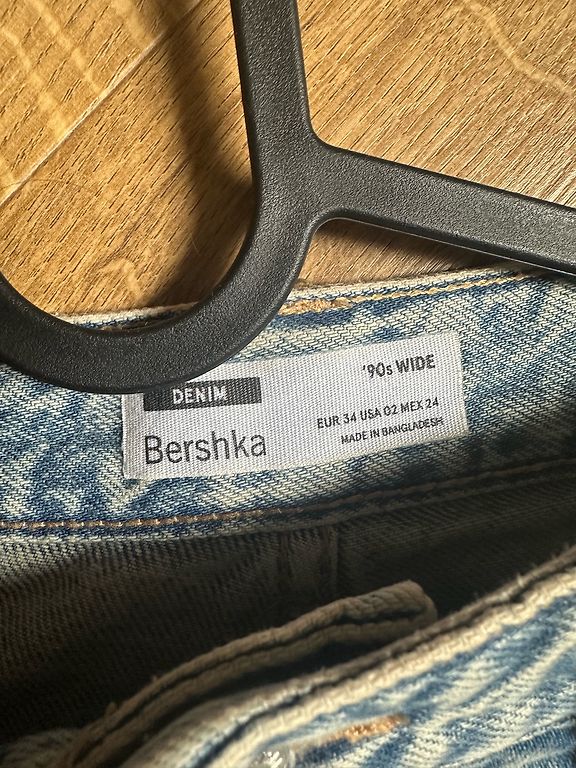 DENIM
Bershka
'90s WIDE
EUR 34 USA 02 MEX 24
MADE IN BANGLADESH